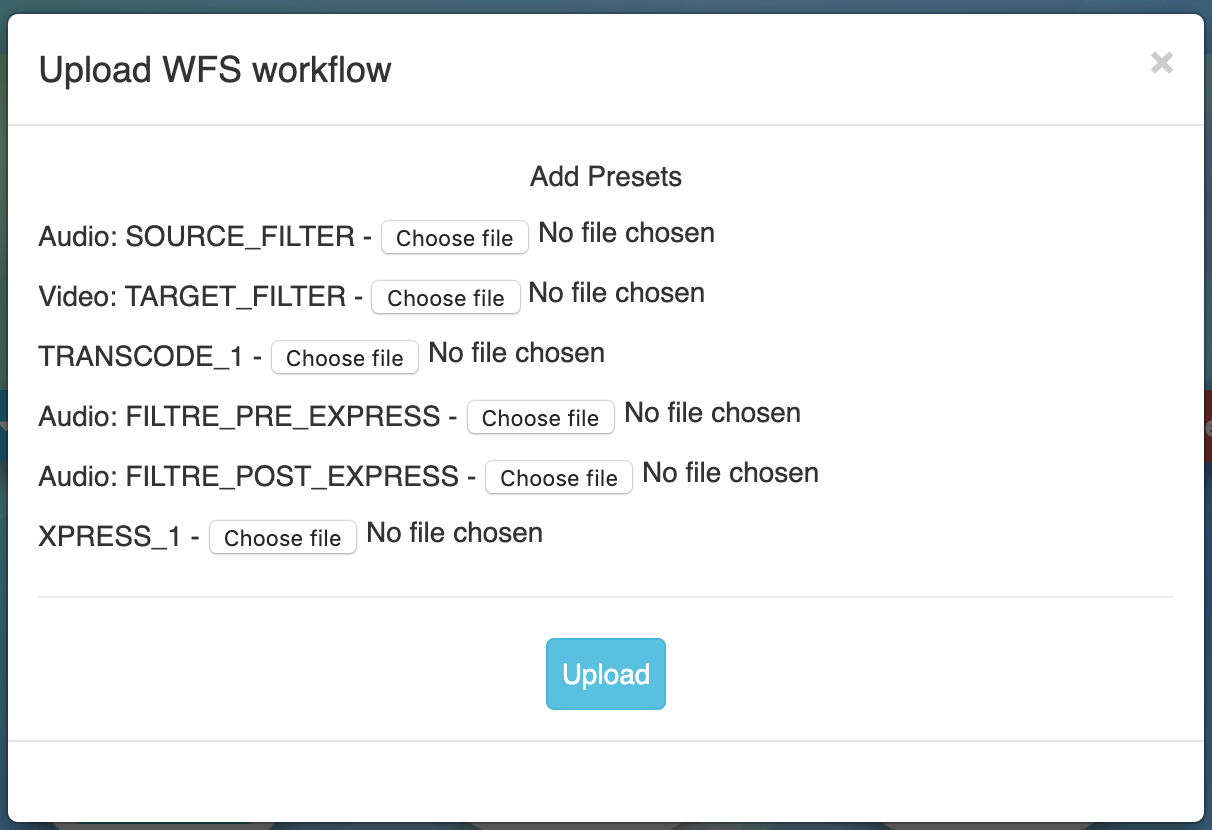 Upload WFS workflow
×
Add Presets
Audio: SOURCE_FILTER - Choose file No file chosen
Video: TARGET_FILTER - Choose file No file chosen
TRANSCODE_1 - Choose file No file chosen
Audio: FILTRE_PRE_EXPRESS - Choose file No file chosen
Audio: FILTRE_POST_EXPRESS - Choose file No file chosen
XPRESS_1 - Choose file No file chosen
Upload